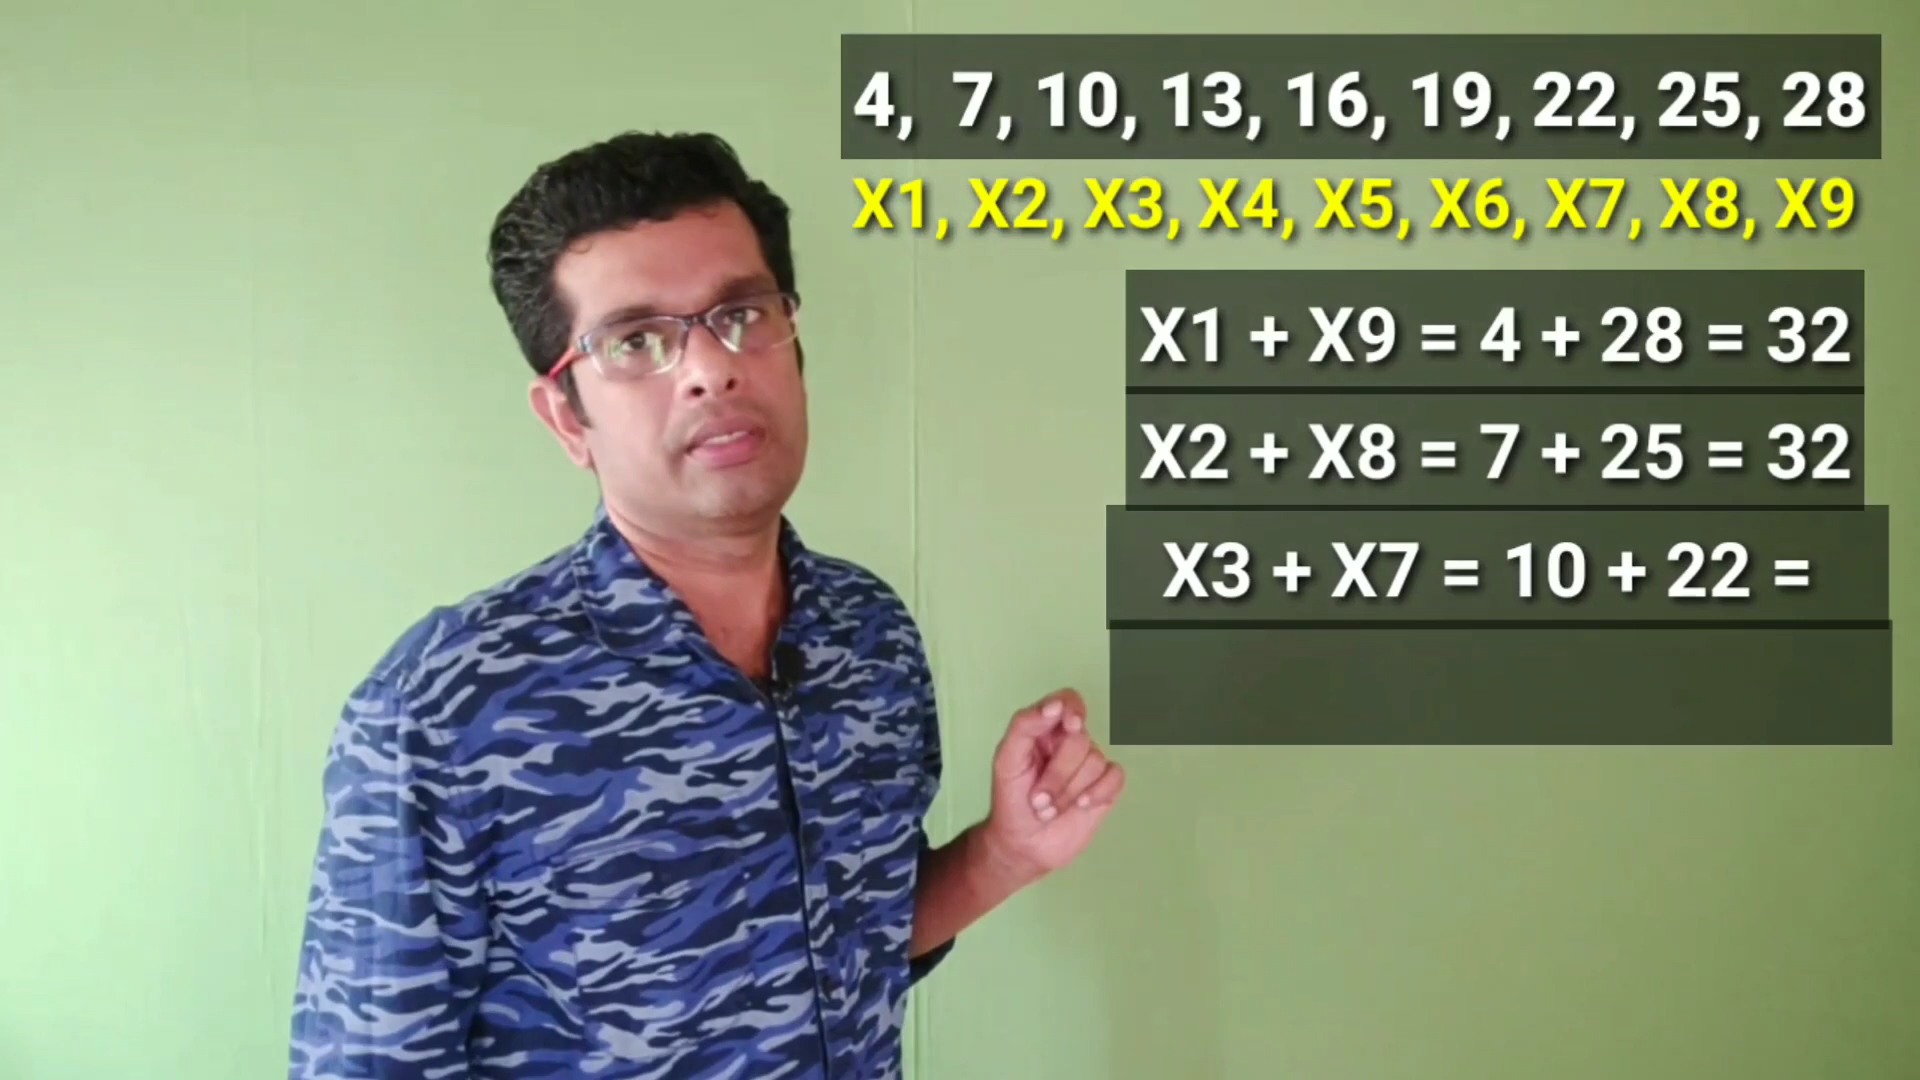 4, 7, 10, 13, 16, 19, 22, 25, 28
X1, X2, X3, X4, X5, X6, X7, X8, X9
X1 + X9 = 4 + 28 = 32
X2 + X8 = 7 + 25 = 32
X3 + X7 = 10 + 22 =